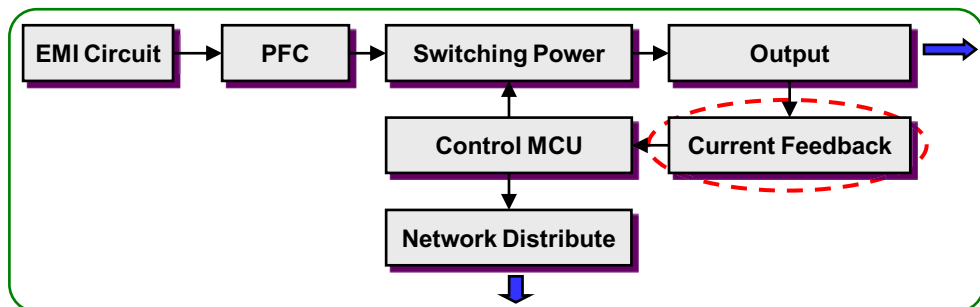 EMI Circuit
PFC
Switching Power
Output
Control MCU
Current Feedback
Network Distribute